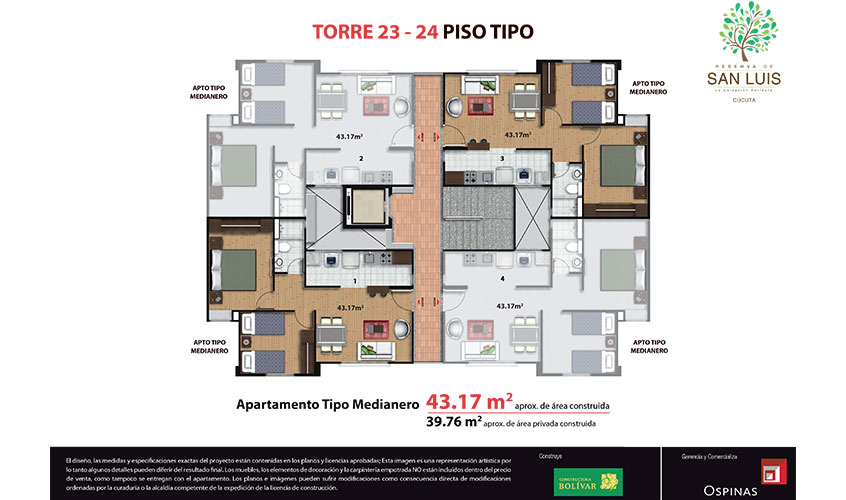 TORRE 23 - 24 PISO TIPO
RESERVA DE
SAN LUIS
CÚCUTA
APTO TIPO
MEDIANERO
APTO TIPO
MEDIANERO
43.17m²
2
43.17m²
3
1
43.17m²
4
43.17m²
APTO TIPO
MEDIANERO
APTO TIPO
MEDIANERO
Apartamento Tipo Medianero 43.17 m² aprox. de área construida
39.76 m² aprox. de área privada construida
El diseño, las medidas y especificaciones exactas del proyecto están contenidas en los planos y licencias aprobadas; Esta imagen es una representación artística por
lo tanto algunos detalles pueden diferir del resultado final. Los muebles, los elementos de decoración y la carpintería empotrada NO están incluidos dentro del precio
de venta, como tampoco se entregan con el apartamento. Los planos e imágenes pueden sufrir modificaciones como consecuencia directa de modificaciones
ordenadas por la curaduría o la alcaldía competente de la expedición de la licencia de construcción.
Construye
CONSTRUCTORA
BOLÍVAR
Gerencia y Comercializa
OSPINAS